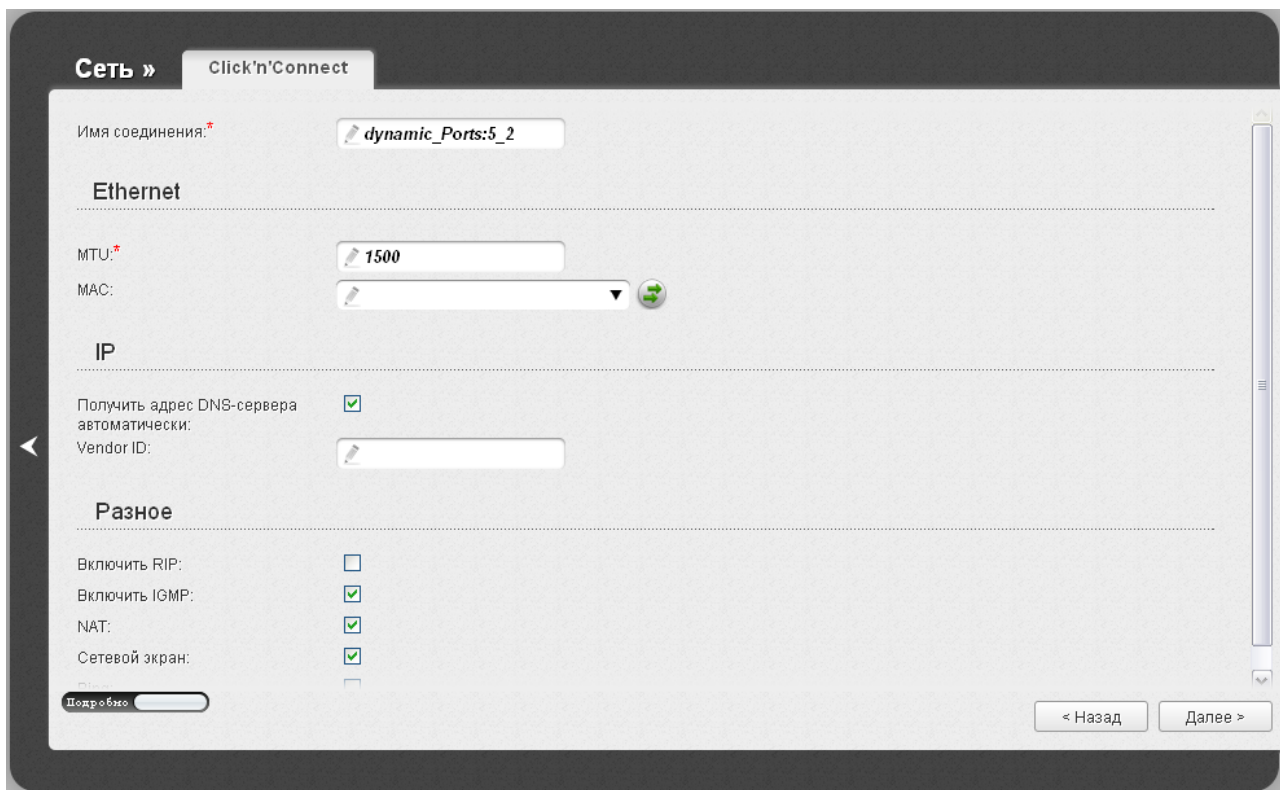 Сеть »
Click'n'Connect
Имя соединения:*
dynamic_Ports:5_2
Ethernet
MTU:*
1500
MAC:
IP
Получить адрес DNS-сервера
автоматически:
Vendor ID:
Разное
Включить RIP:
Включить IGMP:
NAT:
Сетевой экран:
Подробно
< Назад
Далее >